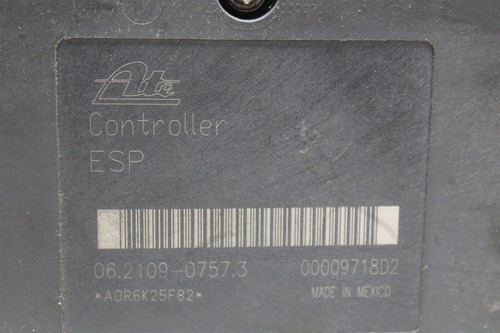 Ate
Controller
ESP
06.2109-0757.3 00009718D2
*A0R6K25F82* MADE IN MEXICO